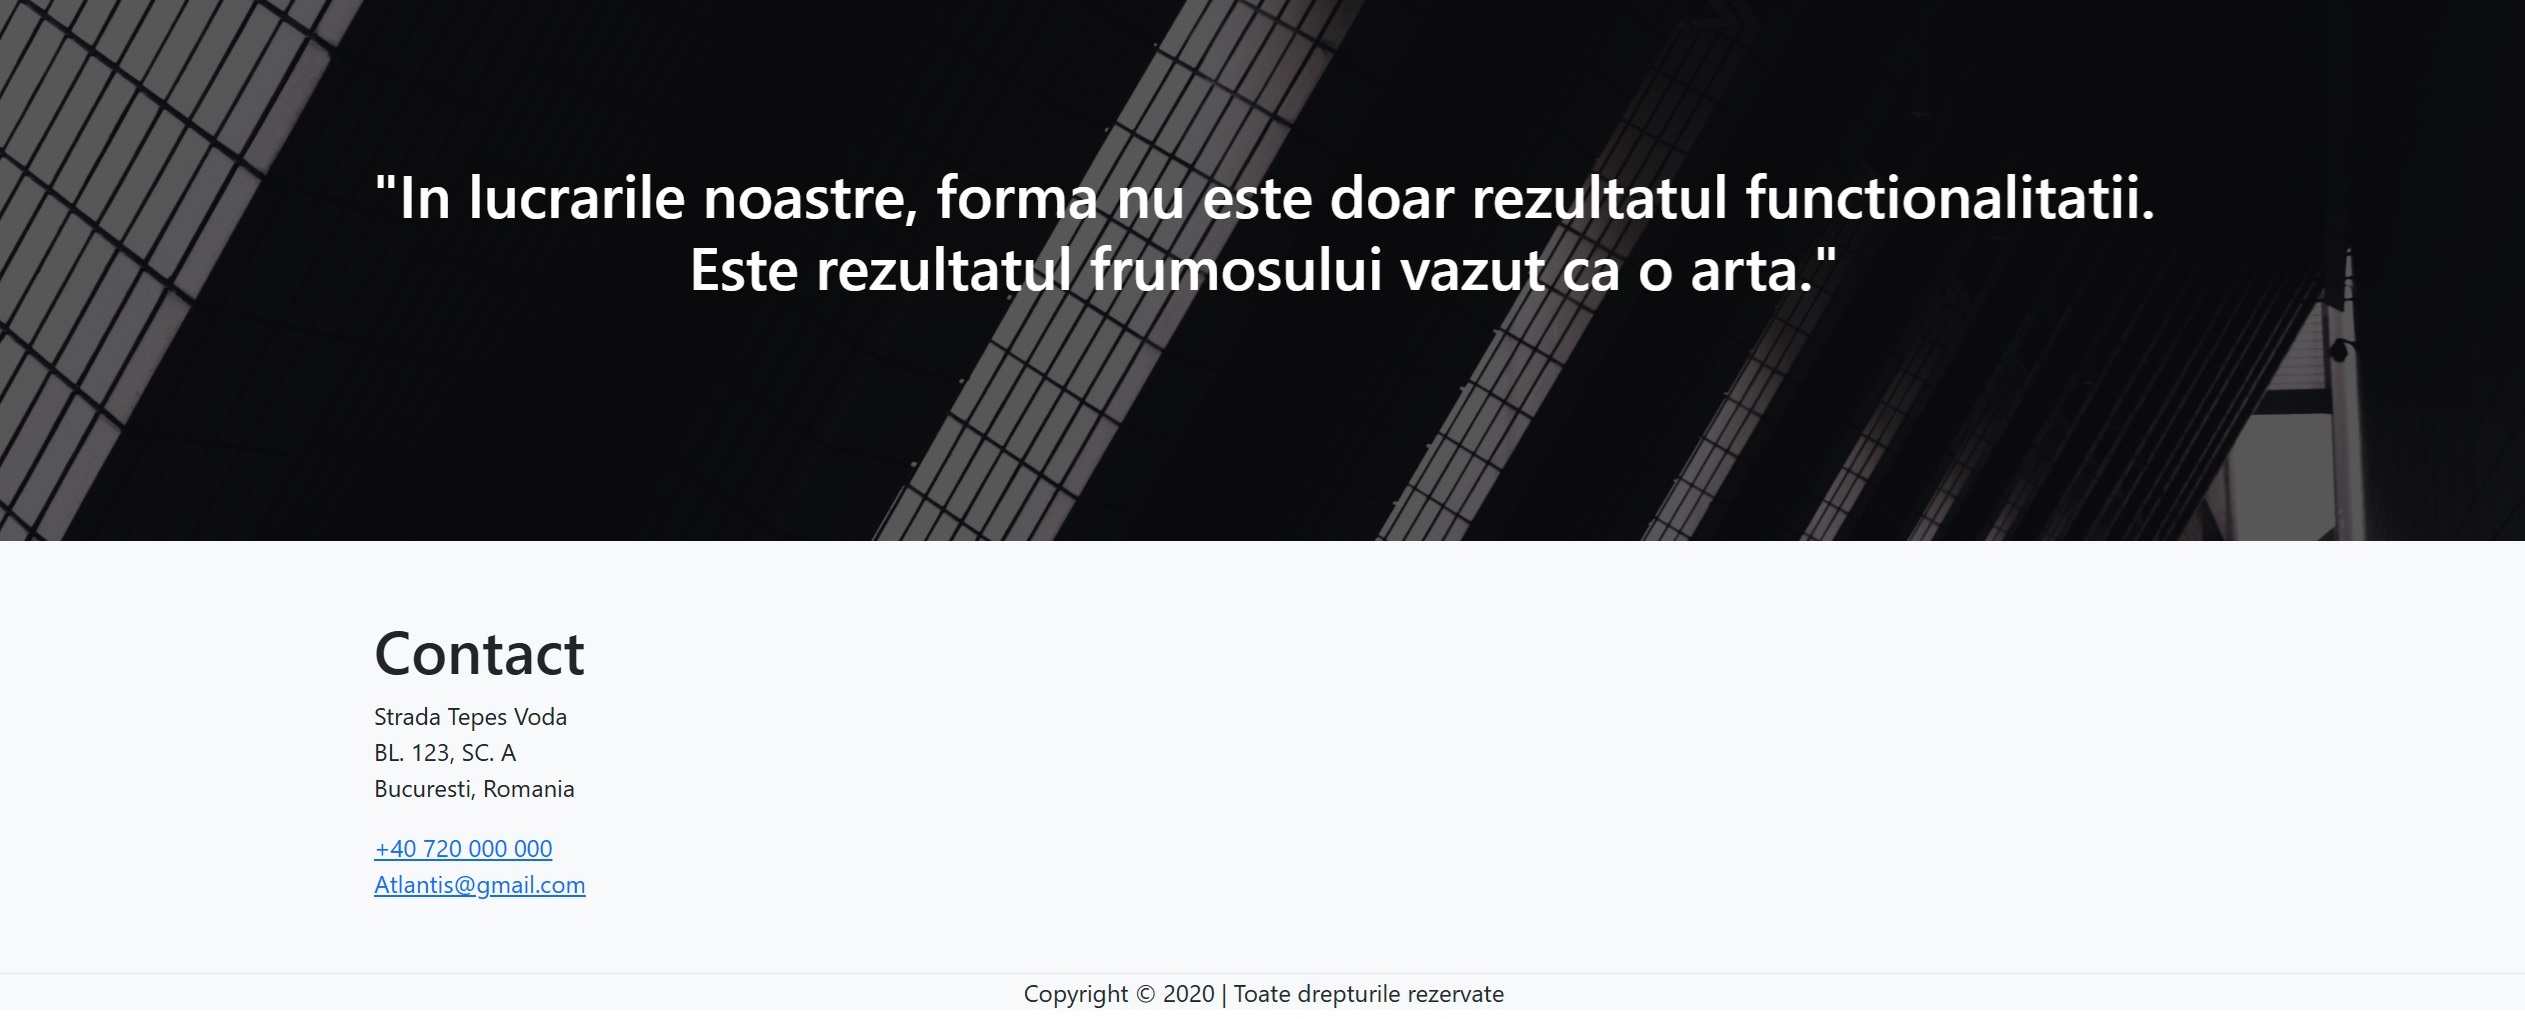 "In lucrarile noastre, forma nu este doar rezultatul functionalitatii.
Este rezultatul frumosului vazut ca o arta."
Contact
Strada Tepes Voda
BL. 123, SC. A
Bucuresti, Romania
+40 720 000 000
Atlantis@gmail.com
Copyright © 2020 | Toate drepturile rezervate